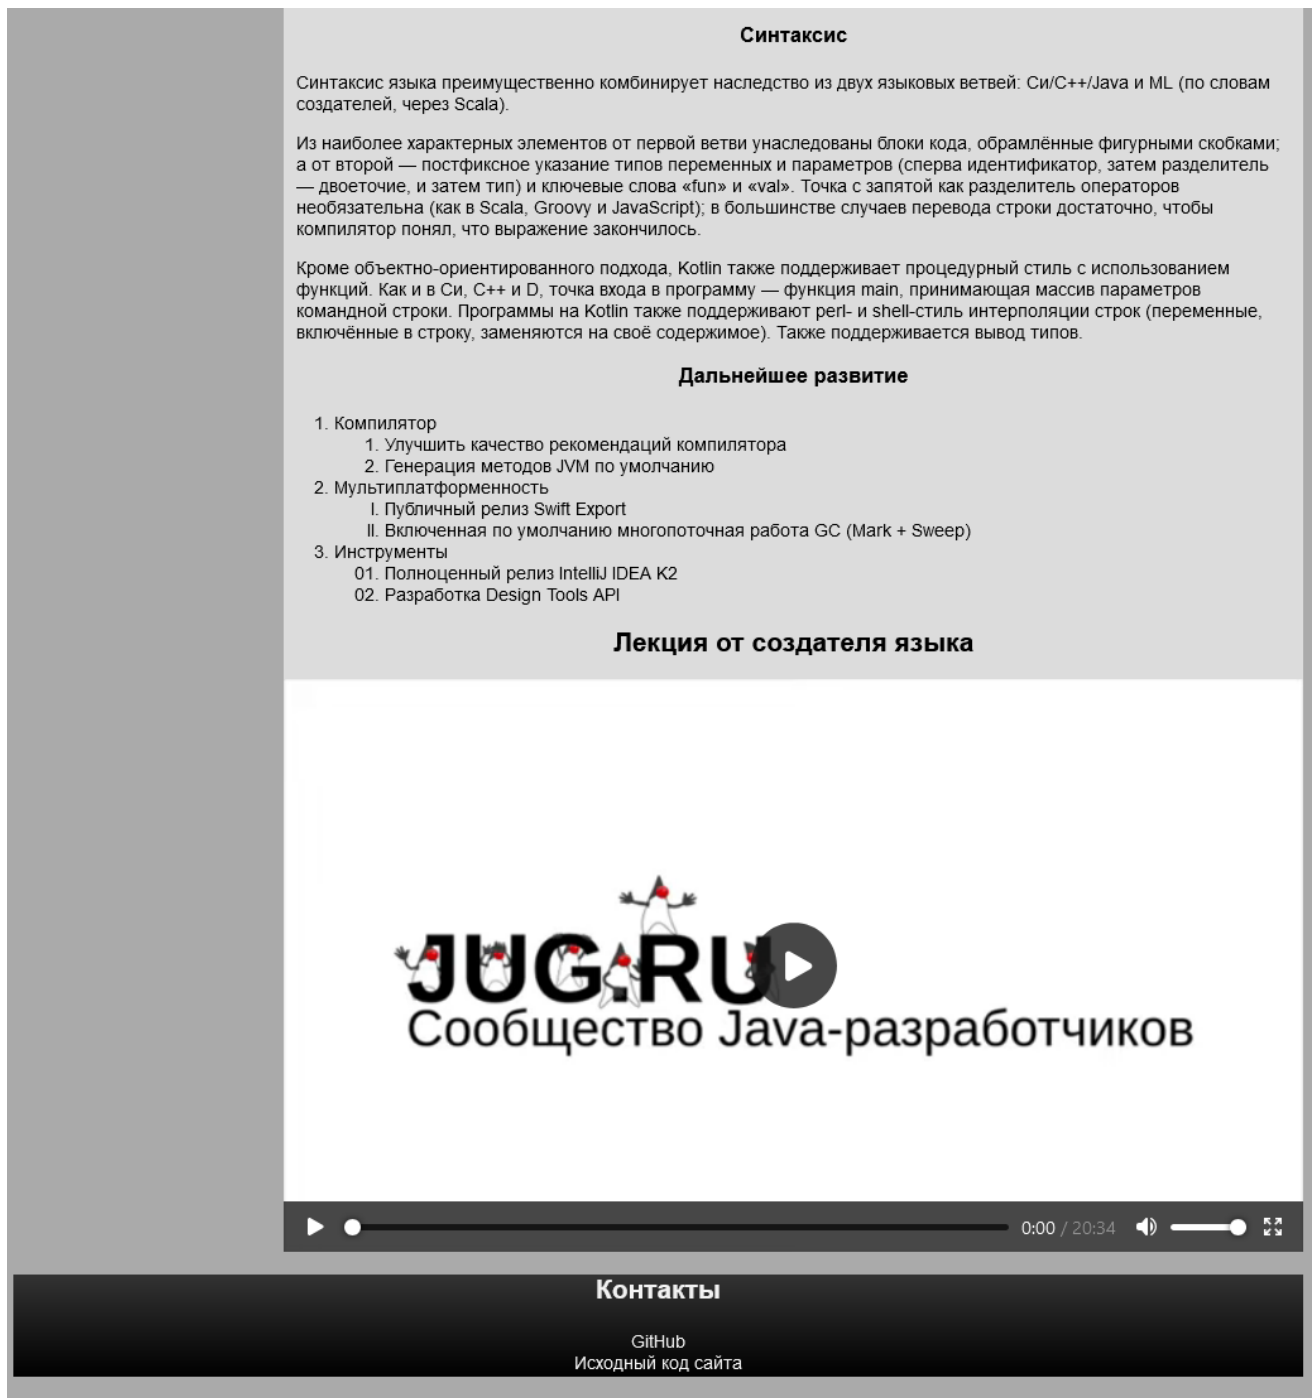 Синтаксис
Синтаксис языка преимущественно комбинирует наследство из двух языковых ветвей: Си/C++/Java и ML (по словам
создателей, через Scala).
Из наиболее характерных элементов от первой ветви унаследованы блоки кода, обрамлённые фигурными скобками;
а от второй — постфиксное указание типов переменных и параметров (сперва идентификатор, затем разделитель
— двоеточие, и затем тип) и ключевые слова «fun» и «val». Точка с запятой как разделитель операторов
необязательна (как в Scala, Groovy и JavaScript); в большинстве случаев перевода строки достаточно, чтобы
компилятор понял, что выражение закончилось.
Кроме объектно-ориентированного подхода, Kotlin также поддерживает процедурный стиль с использованием
функций. Как и в Си, C++ и D, точка входа в программу — функция main, принимающая массив параметров
командной строки. Программы на Kotlin также поддерживают perl- и shell-стиль интерполяции строк (переменные,
включённые в строку, заменяются на своё содержимое). Также поддерживается вывод типов.
Дальнейшее развитие
1. Компилятор
1. Улучшить качество рекомендаций компилятора
2. Генерация методов JVM по умолчанию
2. Мультиплатформенность
I. Публичный релиз Swift Export
II. Включенная по умолчанию многопоточная работа GC (Mark + Sweep)
3. Инструменты
01. Полноценный релиз IntelliJ IDEA K2
02. Разработка Design Tools API
Лекция от создателя языка
JUG.RU
Сообщество Java-разработчиков
0:00 / 20:34
Контакты
GitHub
Исходный код сайта